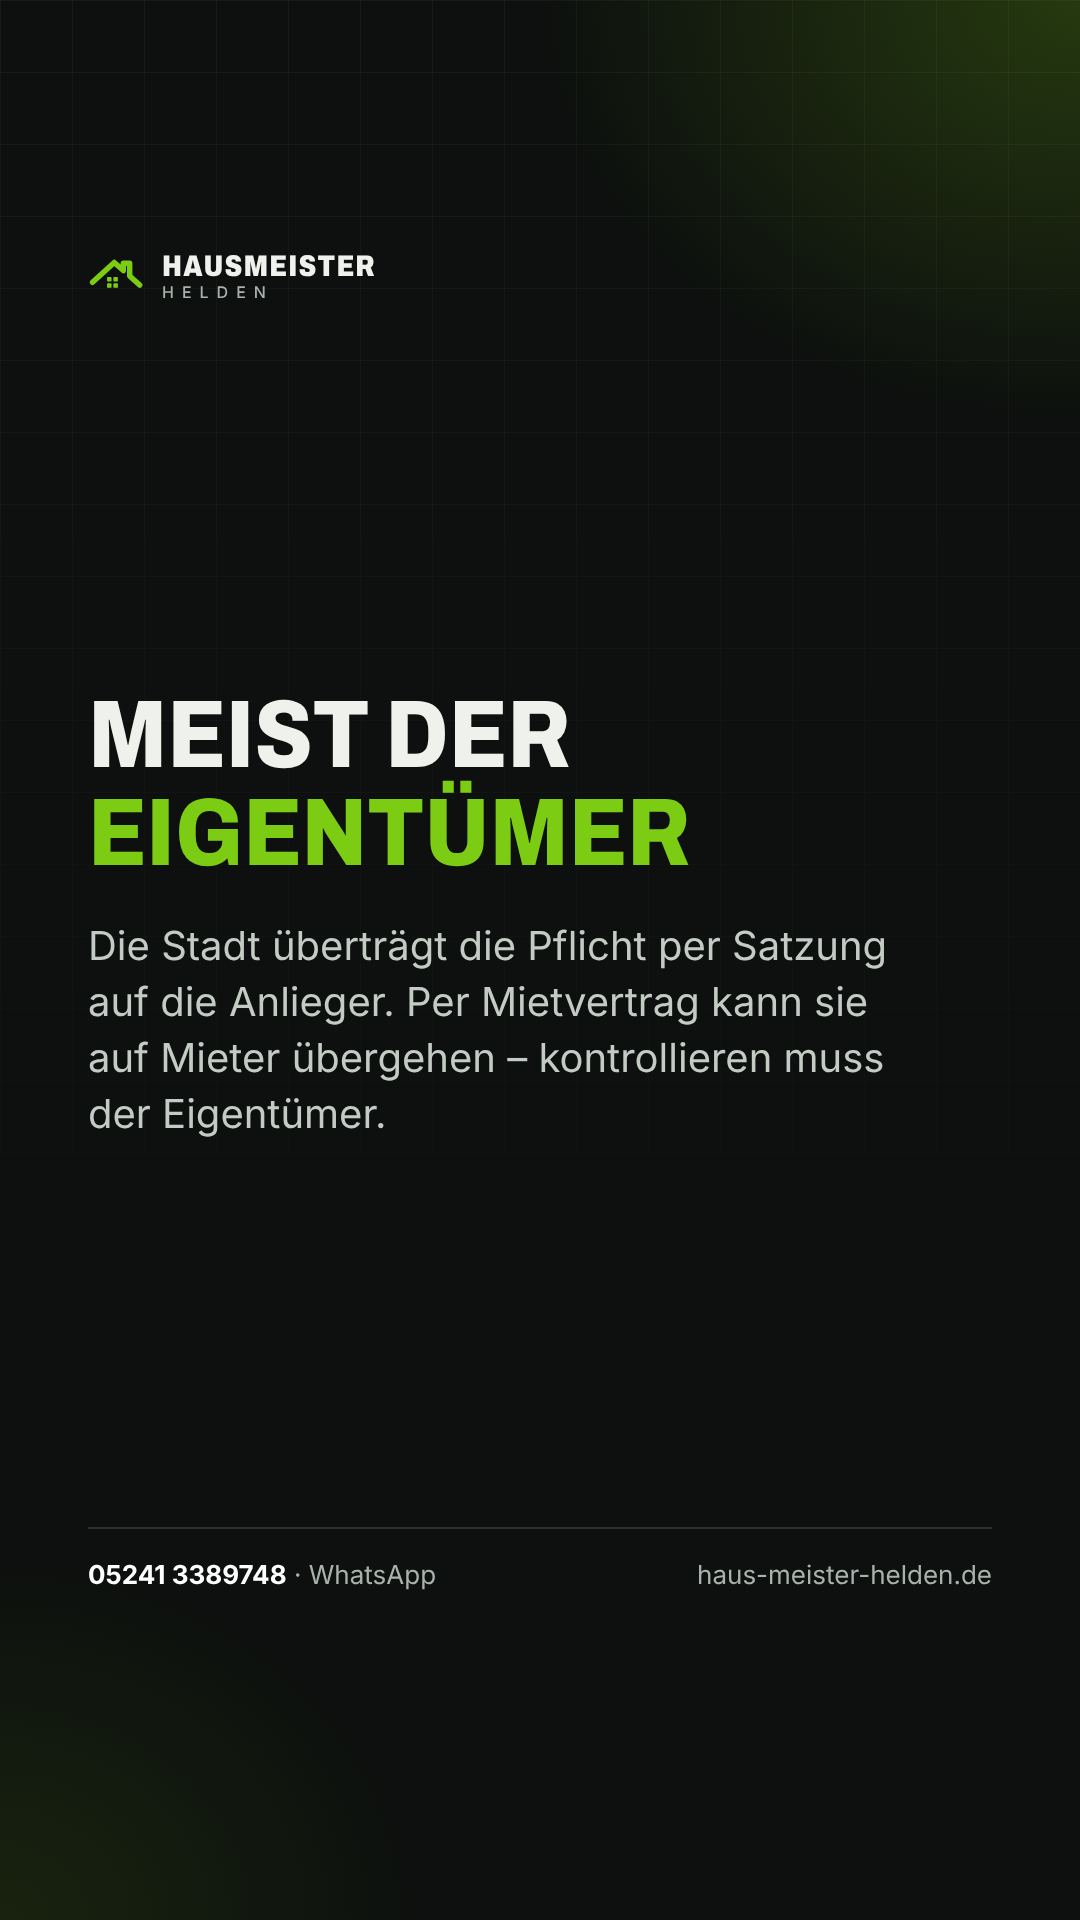 HAUSMEISTER
HELDEN
MEIST DER
EIGENTÜMER
Die Stadt überträgt die Pflicht per Satzung
auf die Anlieger. Per Mietvertrag kann sie
auf Mieter übergehen – kontrollieren muss
der Eigentümer.
05241 3389748 · WhatsApp
haus-meister-helden.de